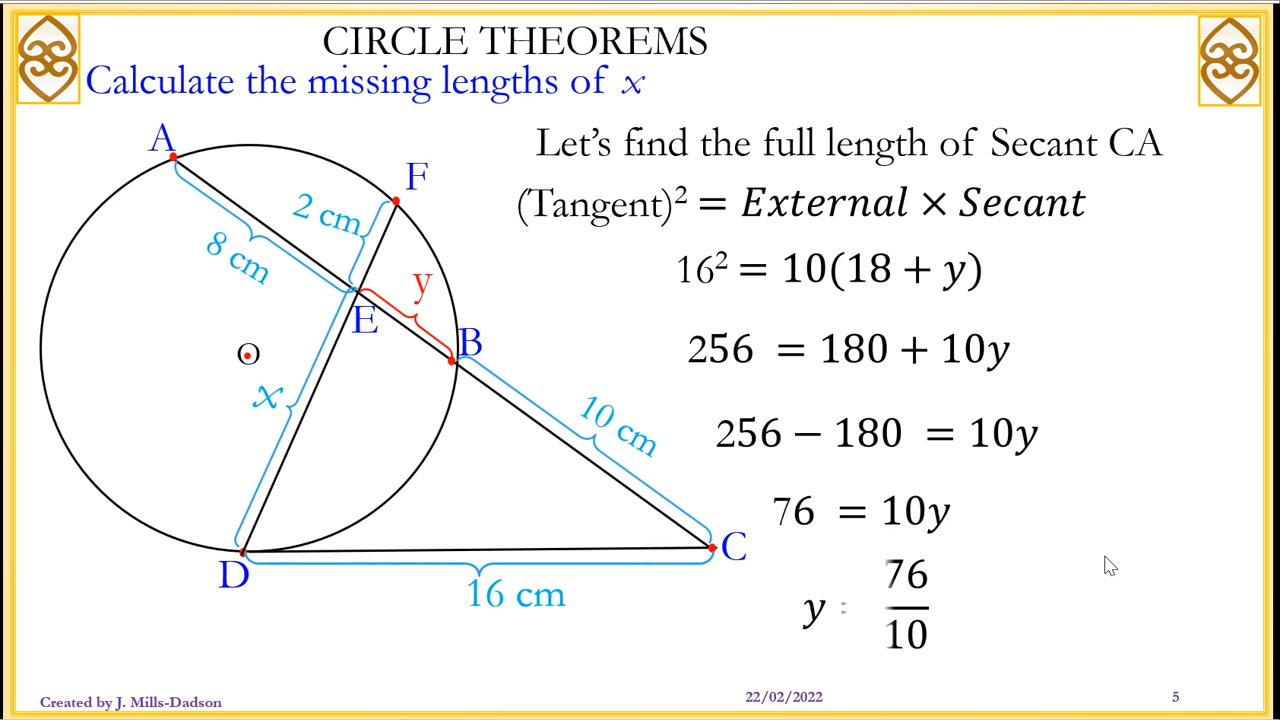 CIRCLE THEOREMS
Calculate the missing lengths of x
Let's find the full length of Secant CA
(Tangent)² = External × Secant
16² = 10(18 + y)
256 = 180 + 10y
256 − 180 = 10y
76 = 10y
y = 76/10
A
F
2 cm
8 cm
y
E
B
O
x
10 cm
C
D
16 cm
Created by J. Mills-Dadson
22/02/2022
5